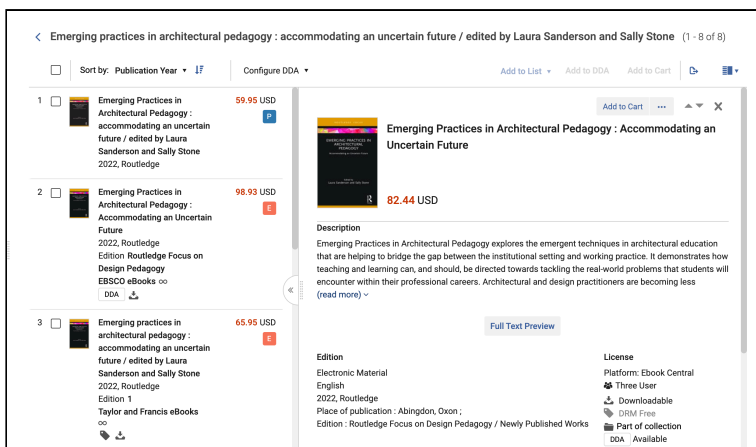 Emerging practices in architectural pedagogy : accommodating an uncertain future / edited by Laura Sanderson and Sally Stone (1 - 8 of 8)
Sort by: Publication Year
Configure DDA
Add to List
Add to DDA
Add to Cart
1
Emerging Practices in
Architectural Pedagogy :
accommodating an uncertain
future / edited by Laura
Sanderson and Sally Stone
2022, Routledge
59.95 USD
P
2
Emerging Practices in
Architectural Pedagogy :
Accommodating an Uncertain
Future
2022, Routledge
Edition Routledge Focus on
Design Pedagogy
EBSCO eBooks ∞
DDA
98.93 USD
E
3
Emerging practices in
architectural pedagogy :
accommodating an uncertain
future / edited by Laura
Sanderson and Sally Stone
2022, Routledge
Edition 1
Taylor and Francis eBooks
∞
65.95 USD
E
Add to Cart ···
EMERGING PRACTICES IN
ARCHITECTURAL
PEDAGOGY
Emerging Practices in Architectural Pedagogy : Accommodating an
Uncertain Future
82.44 USD
Description
Emerging Practices in Architectural Pedagogy explores the emergent techniques in architectural education
that are helping to bridge the gap between the institutional setting and working practice. It demonstrates how
teaching and learning can, and should, be directed towards tackling the real-world problems that students will
encounter within their professional careers. Architectural and design practitioners are becoming less
(read more)
Full Text Preview
Edition
Electronic Material
English
2022, Routledge
Place of publication : Abingdon, Oxon ;
Edition : Routledge Focus on Design Pedagogy / Newly Published Works
License
Platform: Ebook Central
Three User
Downloadable
DRM Free
Part of collection
DDA Available